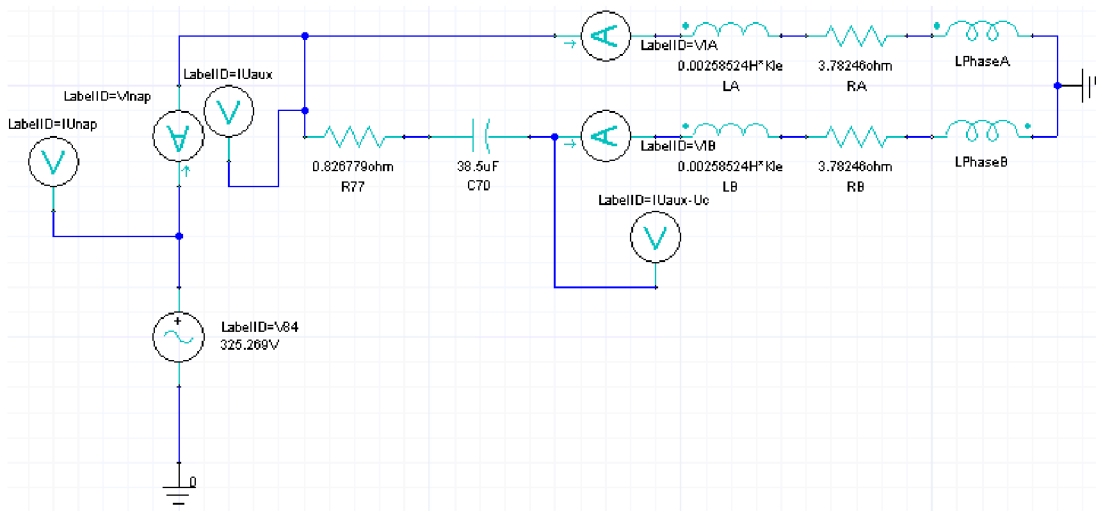 LabelID=VIA
0.00258524H*Kle
LA
3.78246ohm
RA
LPhaseA
0
LabelID=IUaux
LabelID=VInap
LabelID=IUnap
V
V
A
A
0.826779ohm
R77
38.5uF
C70
A
LabelID=VIB
0.00258524H*Kle
LB
3.78246ohm
RB
LPhaseB
LabelID=IUaux-Uc
V
+
LabelID=V84
325.269V
0